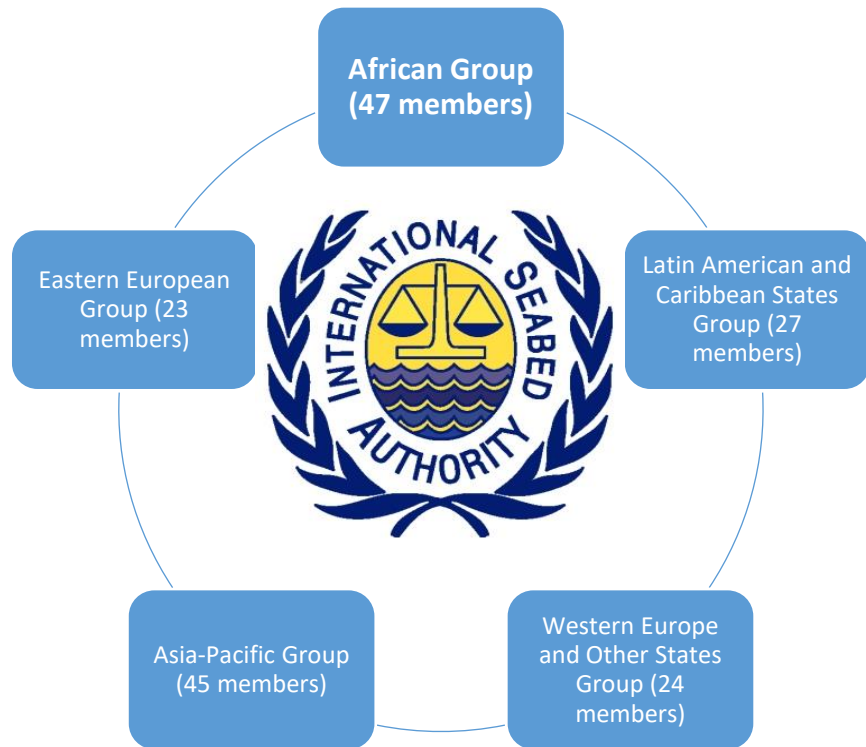 African Group
(47 members)
Eastern European
Group (23
members)
INTERNATIONAL SEABED
AUTHORITY
Latin American and
Caribbean States
Group (27
members)
Asia-Pacific Group
(45 members)
Western Europe
and Other States
Group (24
members)